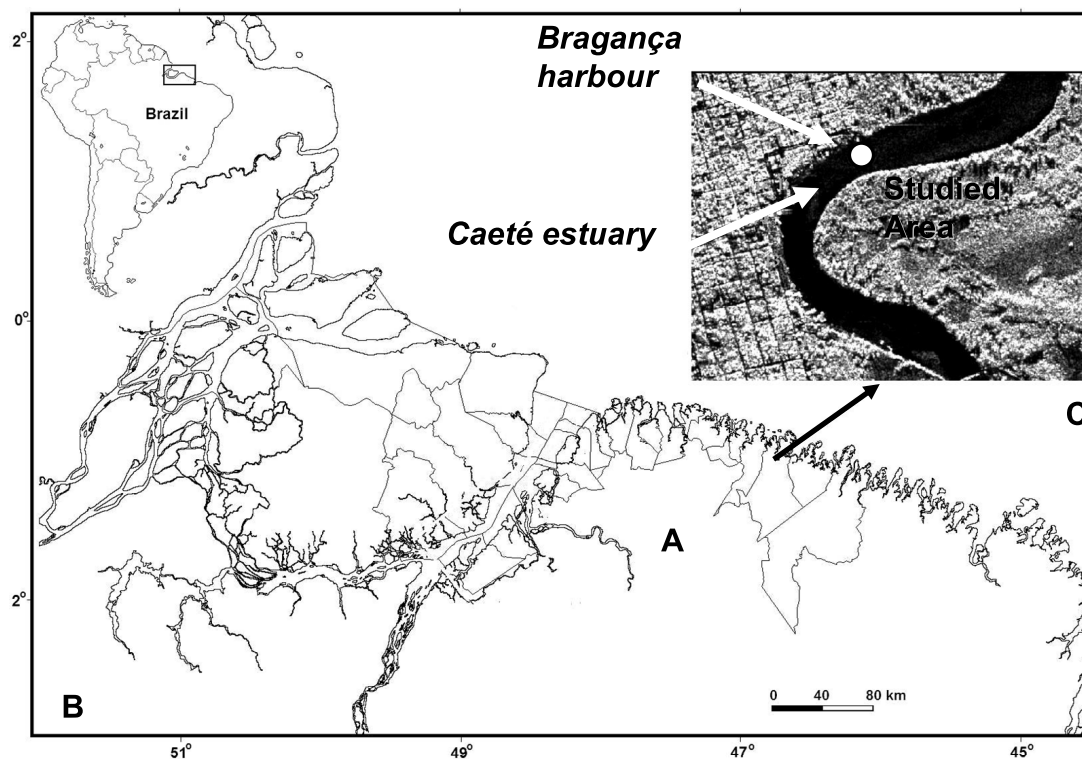 2°
Bragança
harbour
Brazil
Studied
Area
Caeté estuary
0°
C
A
2°
0 40 80 km
B
51° 49° 47° 45°